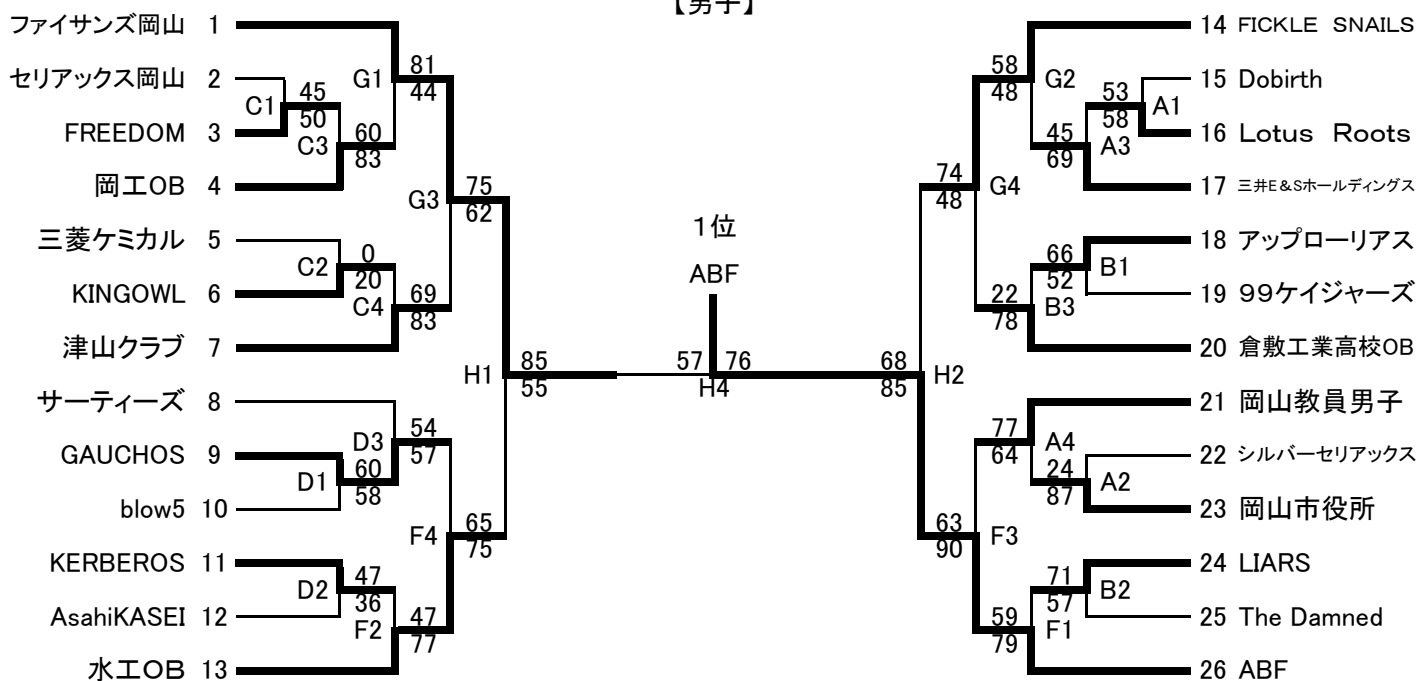 【男子】
ファイサンズ岡山 1
セリアックス岡山 2
FREEDOM 3
岡工OB 4
三菱ケミカル 5
KINGOWL 6
津山クラブ 7
サーティーズ 8
GAUCHOS 9
blow5 10
KERBEROS 11
AsahiKASEI 12
水工OB 13
C1
45
50
C3
60
83
G1
81
44
C2
0
20
C4
69
83
G3
75
62
D1
60
58
D3
54
57
D2
47
36
F2
47
77
F4
65
75
H1
85
55
1位
ABF
57 76
H4
68
85
H2
74
48
G4
58
48
G2
45
69
A3
53
58
A1
22
78
B3
66
52
B1
63
90
F3
77
64
A4
24
87
A2
59
79
F1
71
57
B2
14 FICKLE SNAILS
15 Dobirth
16 Lotus Roots
17 三井E&Sホールディングス
18 アップローリアス
19 99ケイジャーズ
20 倉敷工業高校OB
21 岡山教員男子
22 シルバーセリアックス
23 岡山市役所
24 LIARS
25 The Damned
26 ABF